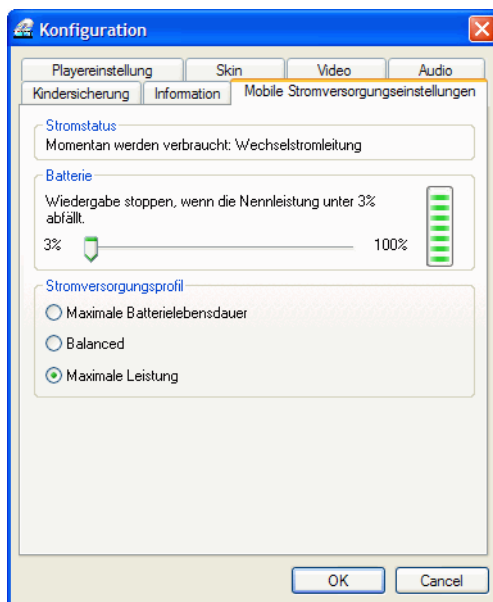 Konfiguration
Playereinstellung Skin Video Audio
Kindersicherung Information Mobile Stromversorgungseinstellungen
Stromstatus
Momentan werden verbraucht: Wechselstromleitung
Batterie
Wiedergabe stoppen, wenn die Nennleistung unter 3%
abfällt.
3% 100%
Stromversorgungsprofil
Maximale Batterielebensdauer
Balanced
Maximale Leistung
OK Cancel